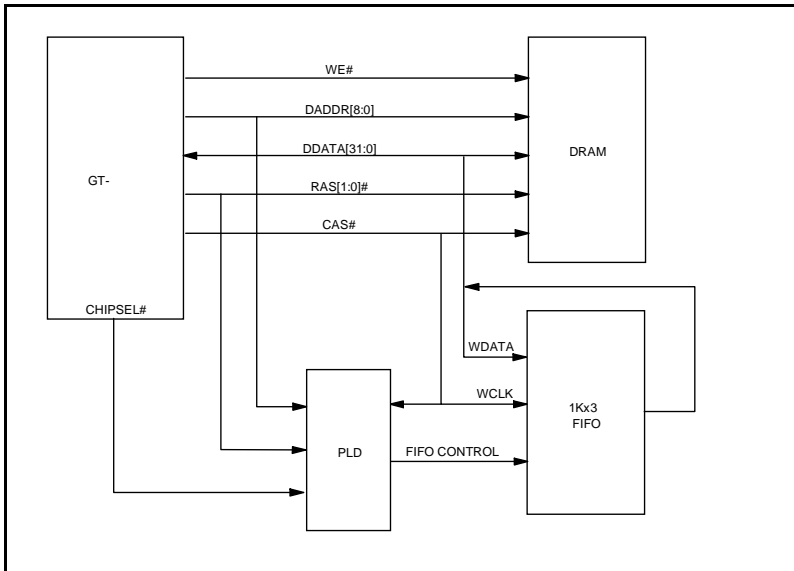 WE#
DADDR[8:0]
DDATA[31:0]
DRAM
GT-
RAS[1:0]#
CAS#
CHIPSEL#
WDATA
WCLK
1Kx3
FIFO
PLD
FIFO CONTROL